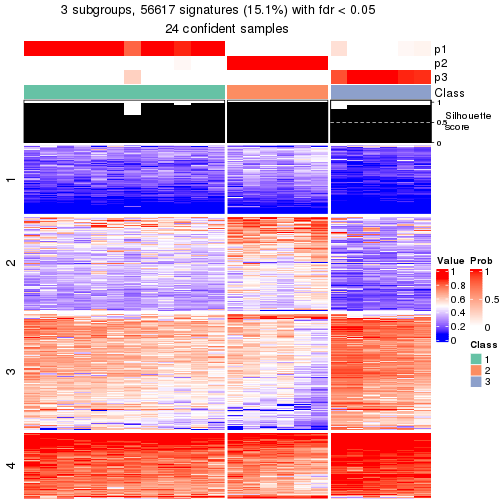 3 subgroups, 56617 signatures (15.1%) with fdr < 0.05
24 confident samples
p1
p2
p3
Class
1
0.5
0
Silhouette
score
1
2
3
4
Value
1
0.8
0.6
0.4
0.2
0
Prob
1
0.5
0
Class
1
2
3